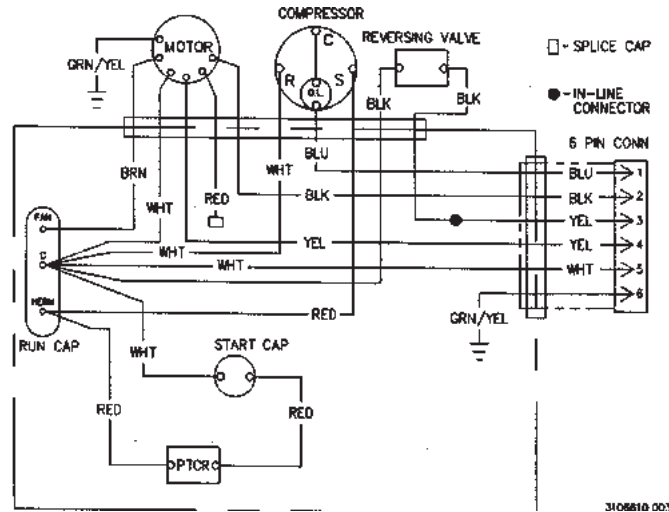 COMPRESSOR
REVERSING VALVE
MOTOR
GRN/YEL
C
R
S
O.L.
□ - SPLICE CAP
● - IN-LINE
CONNECTOR
6 PIN CONN
BLK
BLK
BLU
BRN
WHT
RED
WHT
BLK
BLU
1
BLK
2
YEL
3
YEL
4
WHT
5
6
FAN
C
HERM
RUN CAP
WHT
WHT
YEL
RED
GRN/YEL
WHT
START CAP
RED
RED
PTCR
3106610 003